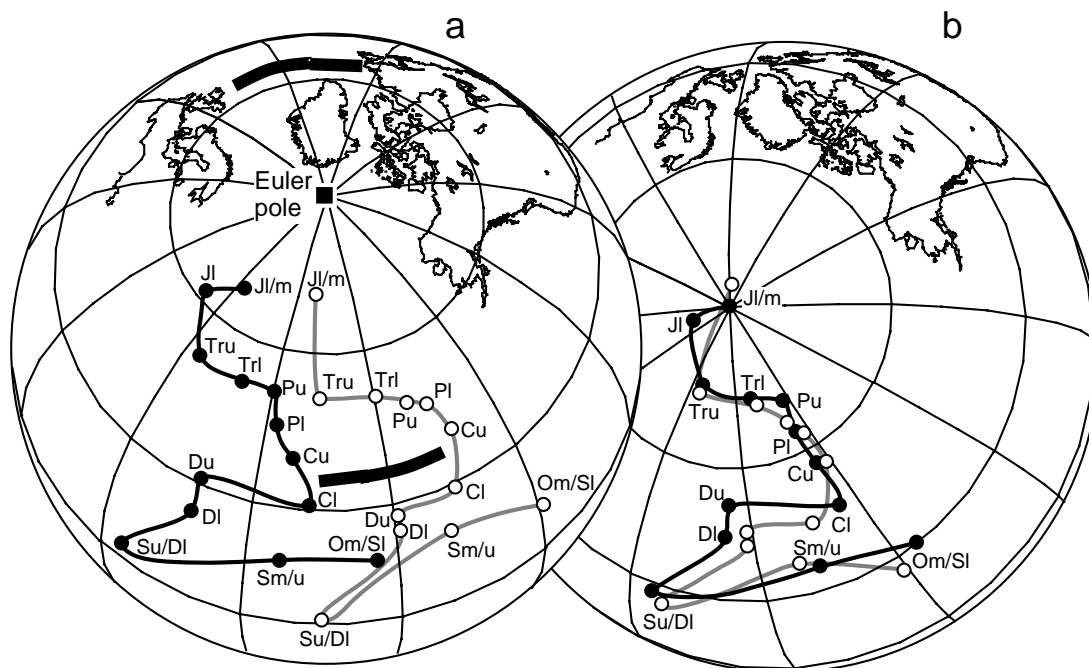 a
b
Euler
pole
Jl
Jl/m
Jl/m
Tru
Trl
Pu
Pl
Cu
Cl
Du
Dl
Su/Dl
Sm/u
Om/Sl
Tru
Trl
Pu
Pl
Cu
Cl
Du
Dl
Sm/u
Om/Sl
Su/Dl
Jl/m
Jl
Tru
Trl
Pu
Pl
Cu
Cl
Du
Dl
Sm/u
Om/Sl
Su/Dl